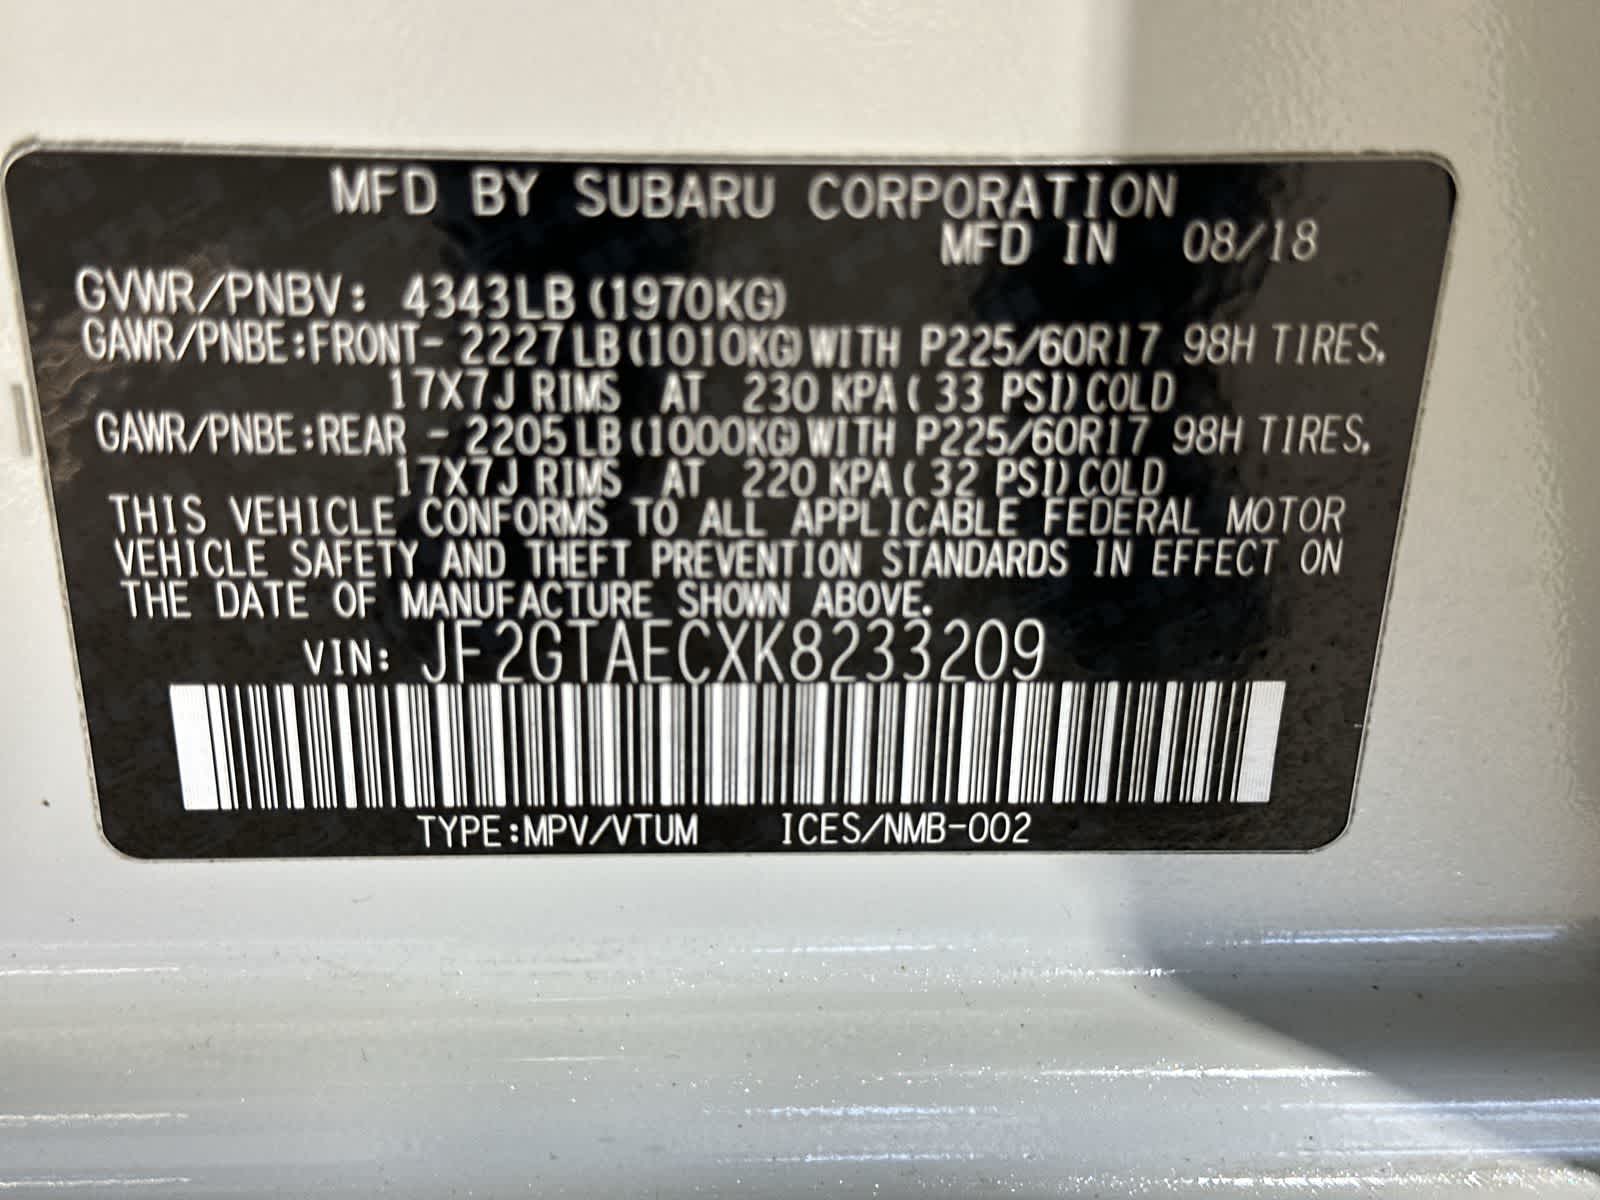 MFD BY SUBARU CORPORATION
MFD IN 08/18
GVWR/PNBV: 4343LB(1970KG)
GAWR/PNBE:FRONT- 2227LB(1010KG)WITH P225/60R17 98H TIRES,
17X7J RIMS AT 230 KPA( 33 PSI)COLD
GAWR/PNBE:REAR - 2205LB(1000KG)WITH P225/60R17 98H TIRES,
17X7J RIMS AT 220 KPA( 32 PSI)COLD
THIS VEHICLE CONFORMS TO ALL APPLICABLE FEDERAL MOTOR
VEHICLE SAFETY AND THEFT PREVENTION STANDARDS IN EFFECT ON
THE DATE OF MANUFACTURE SHOWN ABOVE.
VIN: JF2GTAECXK8233209
TYPE:MPV/VTUM ICES/NMB-002